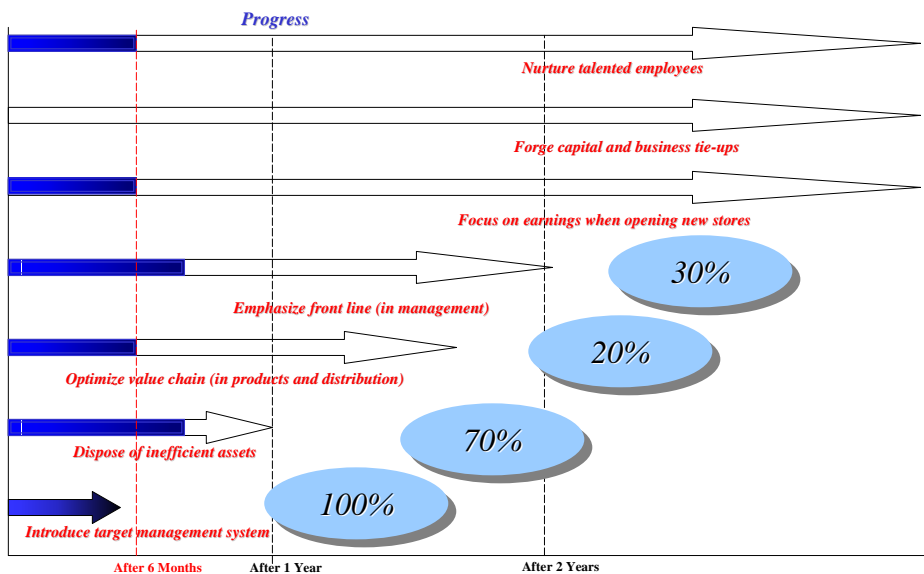 Progress
Nurture talented employees
Forge capital and business tie-ups
Focus on earnings when opening new stores
30%
Emphasize front line (in management)
20%
Optimize value chain (in products and distribution)
70%
Dispose of inefficient assets
100%
Introduce target management system
After 6 Months
After 1 Year
After 2 Years